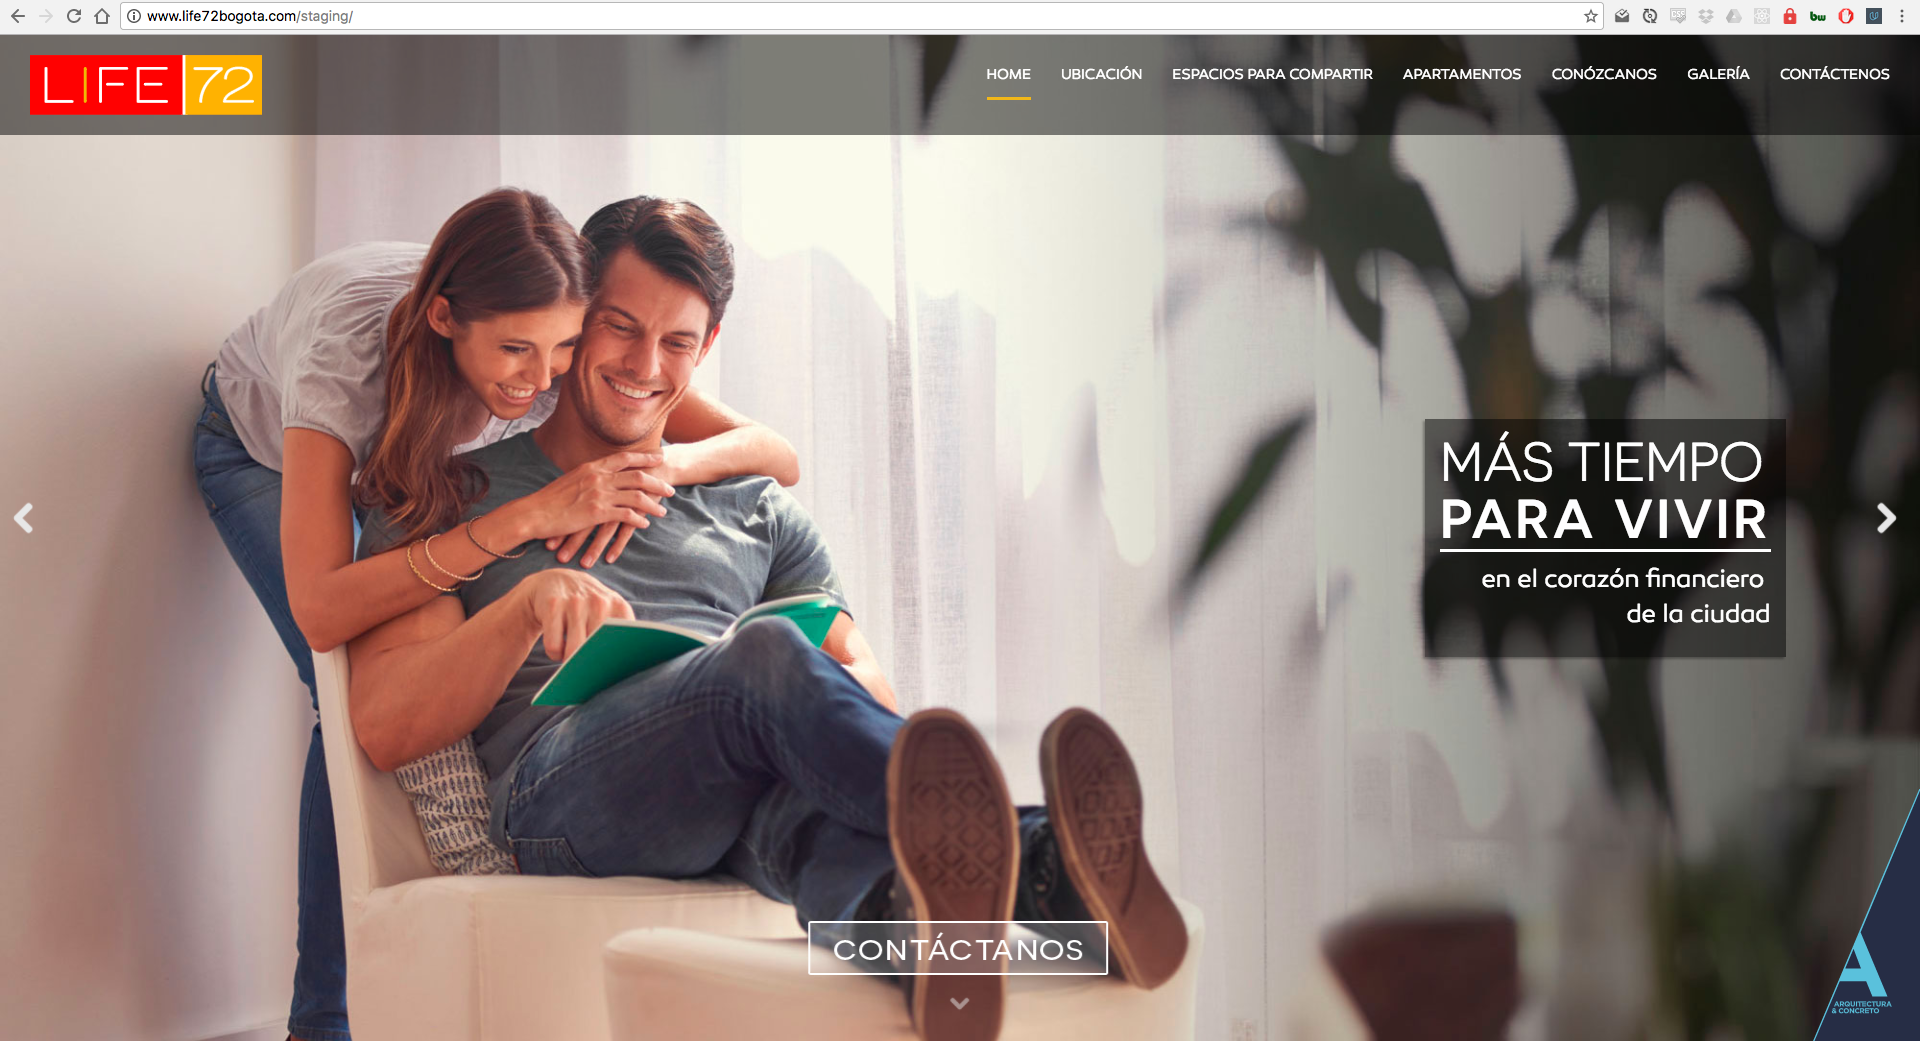 www.life72bogota.com/staging/
LIFE 72
HOME UBICACIÓN ESPACIOS PARA COMPARTIR APARTAMENTOS CONÓZCANOS GALERÍA CONTÁCTENOS
MÁS TIEMPO
PARA VIVIR
en el corazón financiero
de la ciudad
CONTÁCTANOS
A
ARQUITECTURA
& CONCRETO